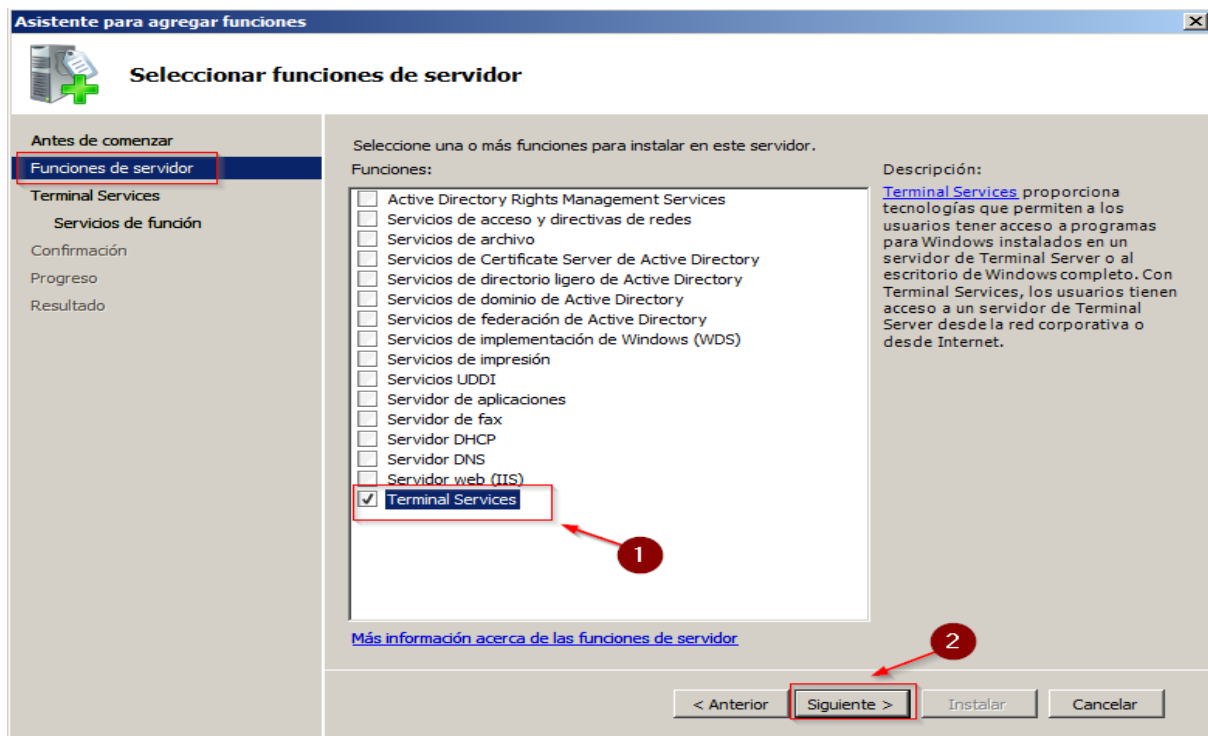 Asistente para agregar funciones
Seleccionar funciones de servidor
Antes de comenzar
Funciones de servidor
Terminal Services
Servicios de función
Confirmación
Progreso
Resultado
Seleccione una o más funciones para instalar en este servidor.
Funciones:
Active Directory Rights Management Services
Servicios de acceso y directivas de redes
Servicios de archivo
Servicios de Certificate Server de Active Directory
Servicios de directorio ligero de Active Directory
Servicios de dominio de Active Directory
Servicios de federación de Active Directory
Servicios de implementación de Windows (WDS)
Servicios de impresión
Servicios UDDI
Servidor de aplicaciones
Servidor de fax
Servidor DHCP
Servidor DNS
Servidor web (IIS)
Terminal Services
1
Más información acerca de las funciones de servidor
Descripción:
Terminal Services proporciona
tecnologías que permiten a los
usuarios tener acceso a programas
para Windows instalados en un
servidor de Terminal Server o al
escritorio de Windows completo. Con
Terminal Services, los usuarios tienen
acceso a un servidor de Terminal
Server desde la red corporativa o
desde Internet.
2
< Anterior
Siguiente >
Instalar
Cancelar